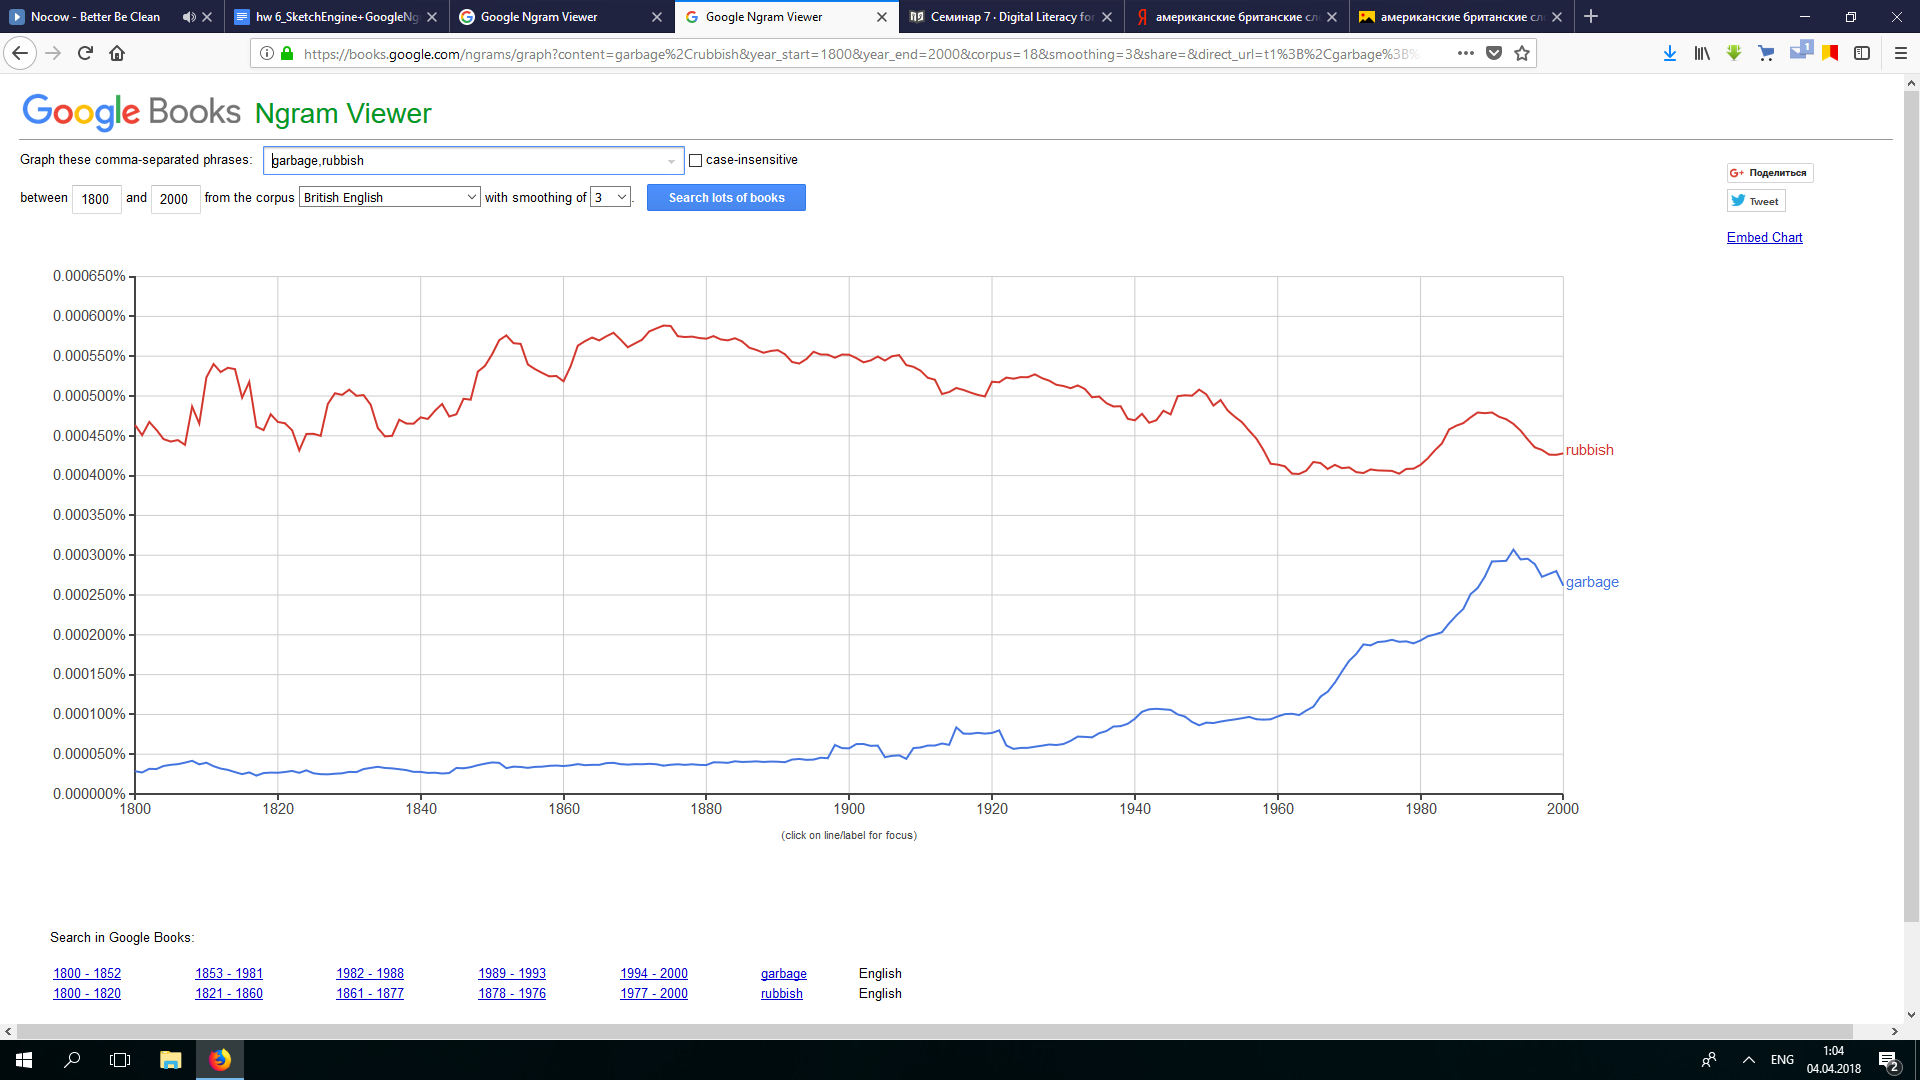 Nocow - Better Be Clean
hw 6_SketchEngine+GoogleNg
Google Ngram Viewer
Google Ngram Viewer
Семинар 7 · Digital Literacy fo
американские британские сл
американские британские сл
https://books.google.com/ngrams/graph?content=garbage%2Crubbish&year_start=1800&year_end=2000&corpus=18&smoothing=3&share=&direct_url=t1%3B%2Cgarbage%3B%
1
Google Books Ngram Viewer
Graph these comma-separated phrases: garbage,rubbish case-insensitive
between 1800 and 2000 from the corpus British English with smoothing of 3 . Search lots of books
G+ Поделиться
Tweet
Embed Chart
0.000650%
0.000600%
0.000550%
0.000500%
0.000450%
0.000400%
0.000350%
0.000300%
0.000250%
0.000200%
0.000150%
0.000100%
0.000050%
0.000000%
rubbish
garbage
1800 1820 1840 1860 1880 1900 1920 1940 1960 1980 2000
(click on line/label for focus)
Search in Google Books:
1800 - 1852 1853 - 1981 1982 - 1988 1989 - 1993 1994 - 2000 garbage English
1800 - 1820 1821 - 1860 1861 - 1877 1878 - 1976 1977 - 2000 rubbish English
ENG
1:04
04.04.2018
2